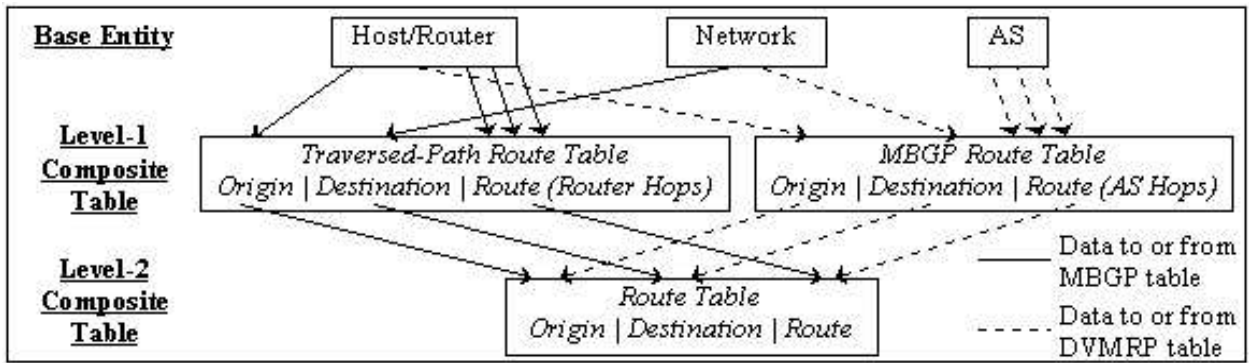 Base Entity
Host/Router
Network
AS
Level-1
Composite
Table
Traversed-Path Route Table
Origin | Destination | Route (Router Hops)
MBGP Route Table
Origin | Destination | Route (AS Hops)
Level-2
Composite
Table
Route Table
Origin | Destination | Route
Data to or from
MBGP table
Data to or from
DVMRP table